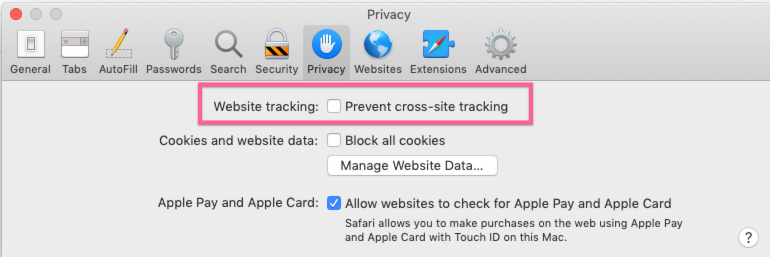 Privacy
General Tabs AutoFill Passwords Search Security Privacy Websites Extensions Advanced
Website tracking: Prevent cross-site tracking
Cookies and website data: Block all cookies
Manage Website Data...
Apple Pay and Apple Card: Allow websites to check for Apple Pay and Apple Card
Safari allows you to make purchases on the web using Apple Pay
and Apple Card with Touch ID on this Mac.
?